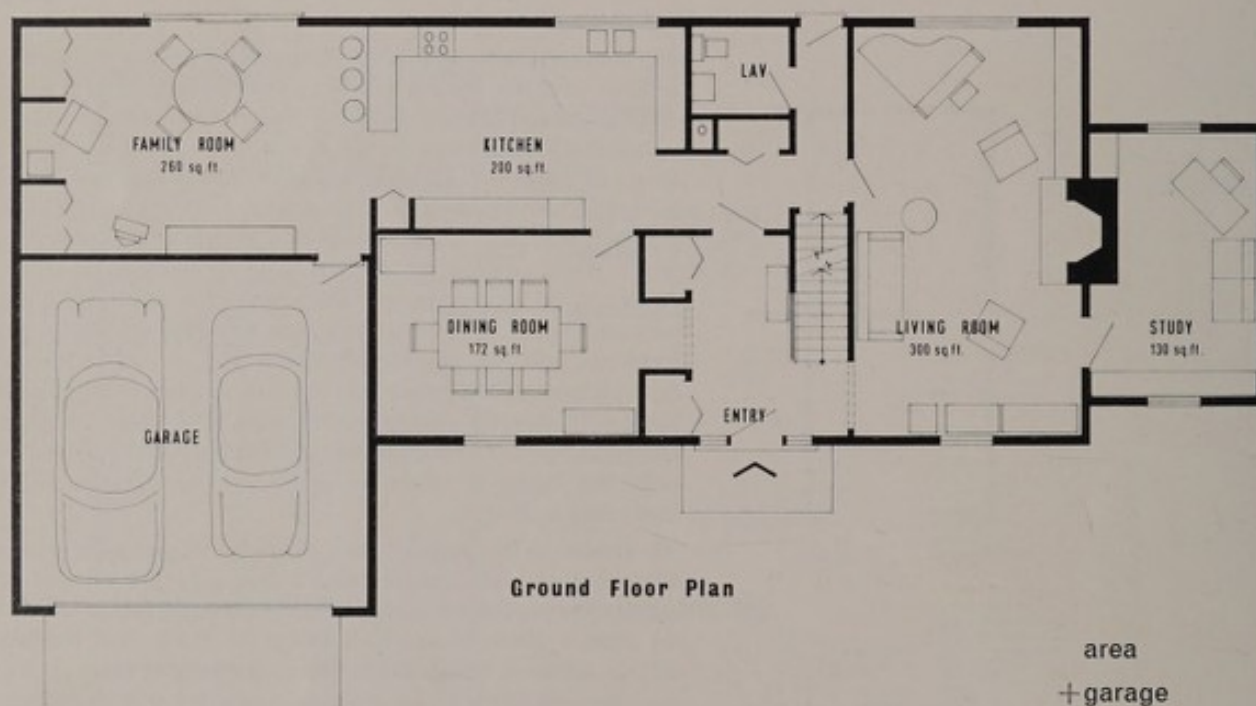 LAV
FAMILY ROOM
260 sq.ft.
KITCHEN
200 sq.ft.
DINING ROOM
172 sq.ft.
LIVING ROOM
300 sq.ft.
STUDY
130 sq.ft.
GARAGE
ENTRY
Ground Floor Plan
area
+garage